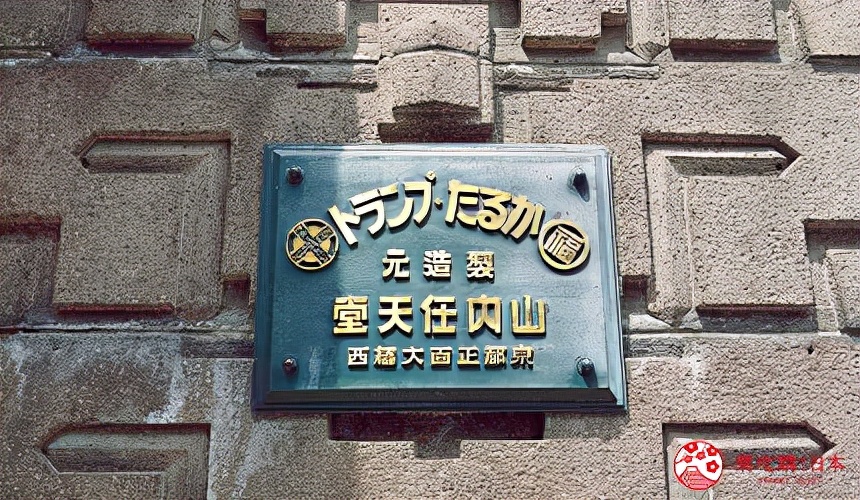 かるた・トランプ
福
製造元
山内任天堂
京都正面大橋西
樂吃購!日本